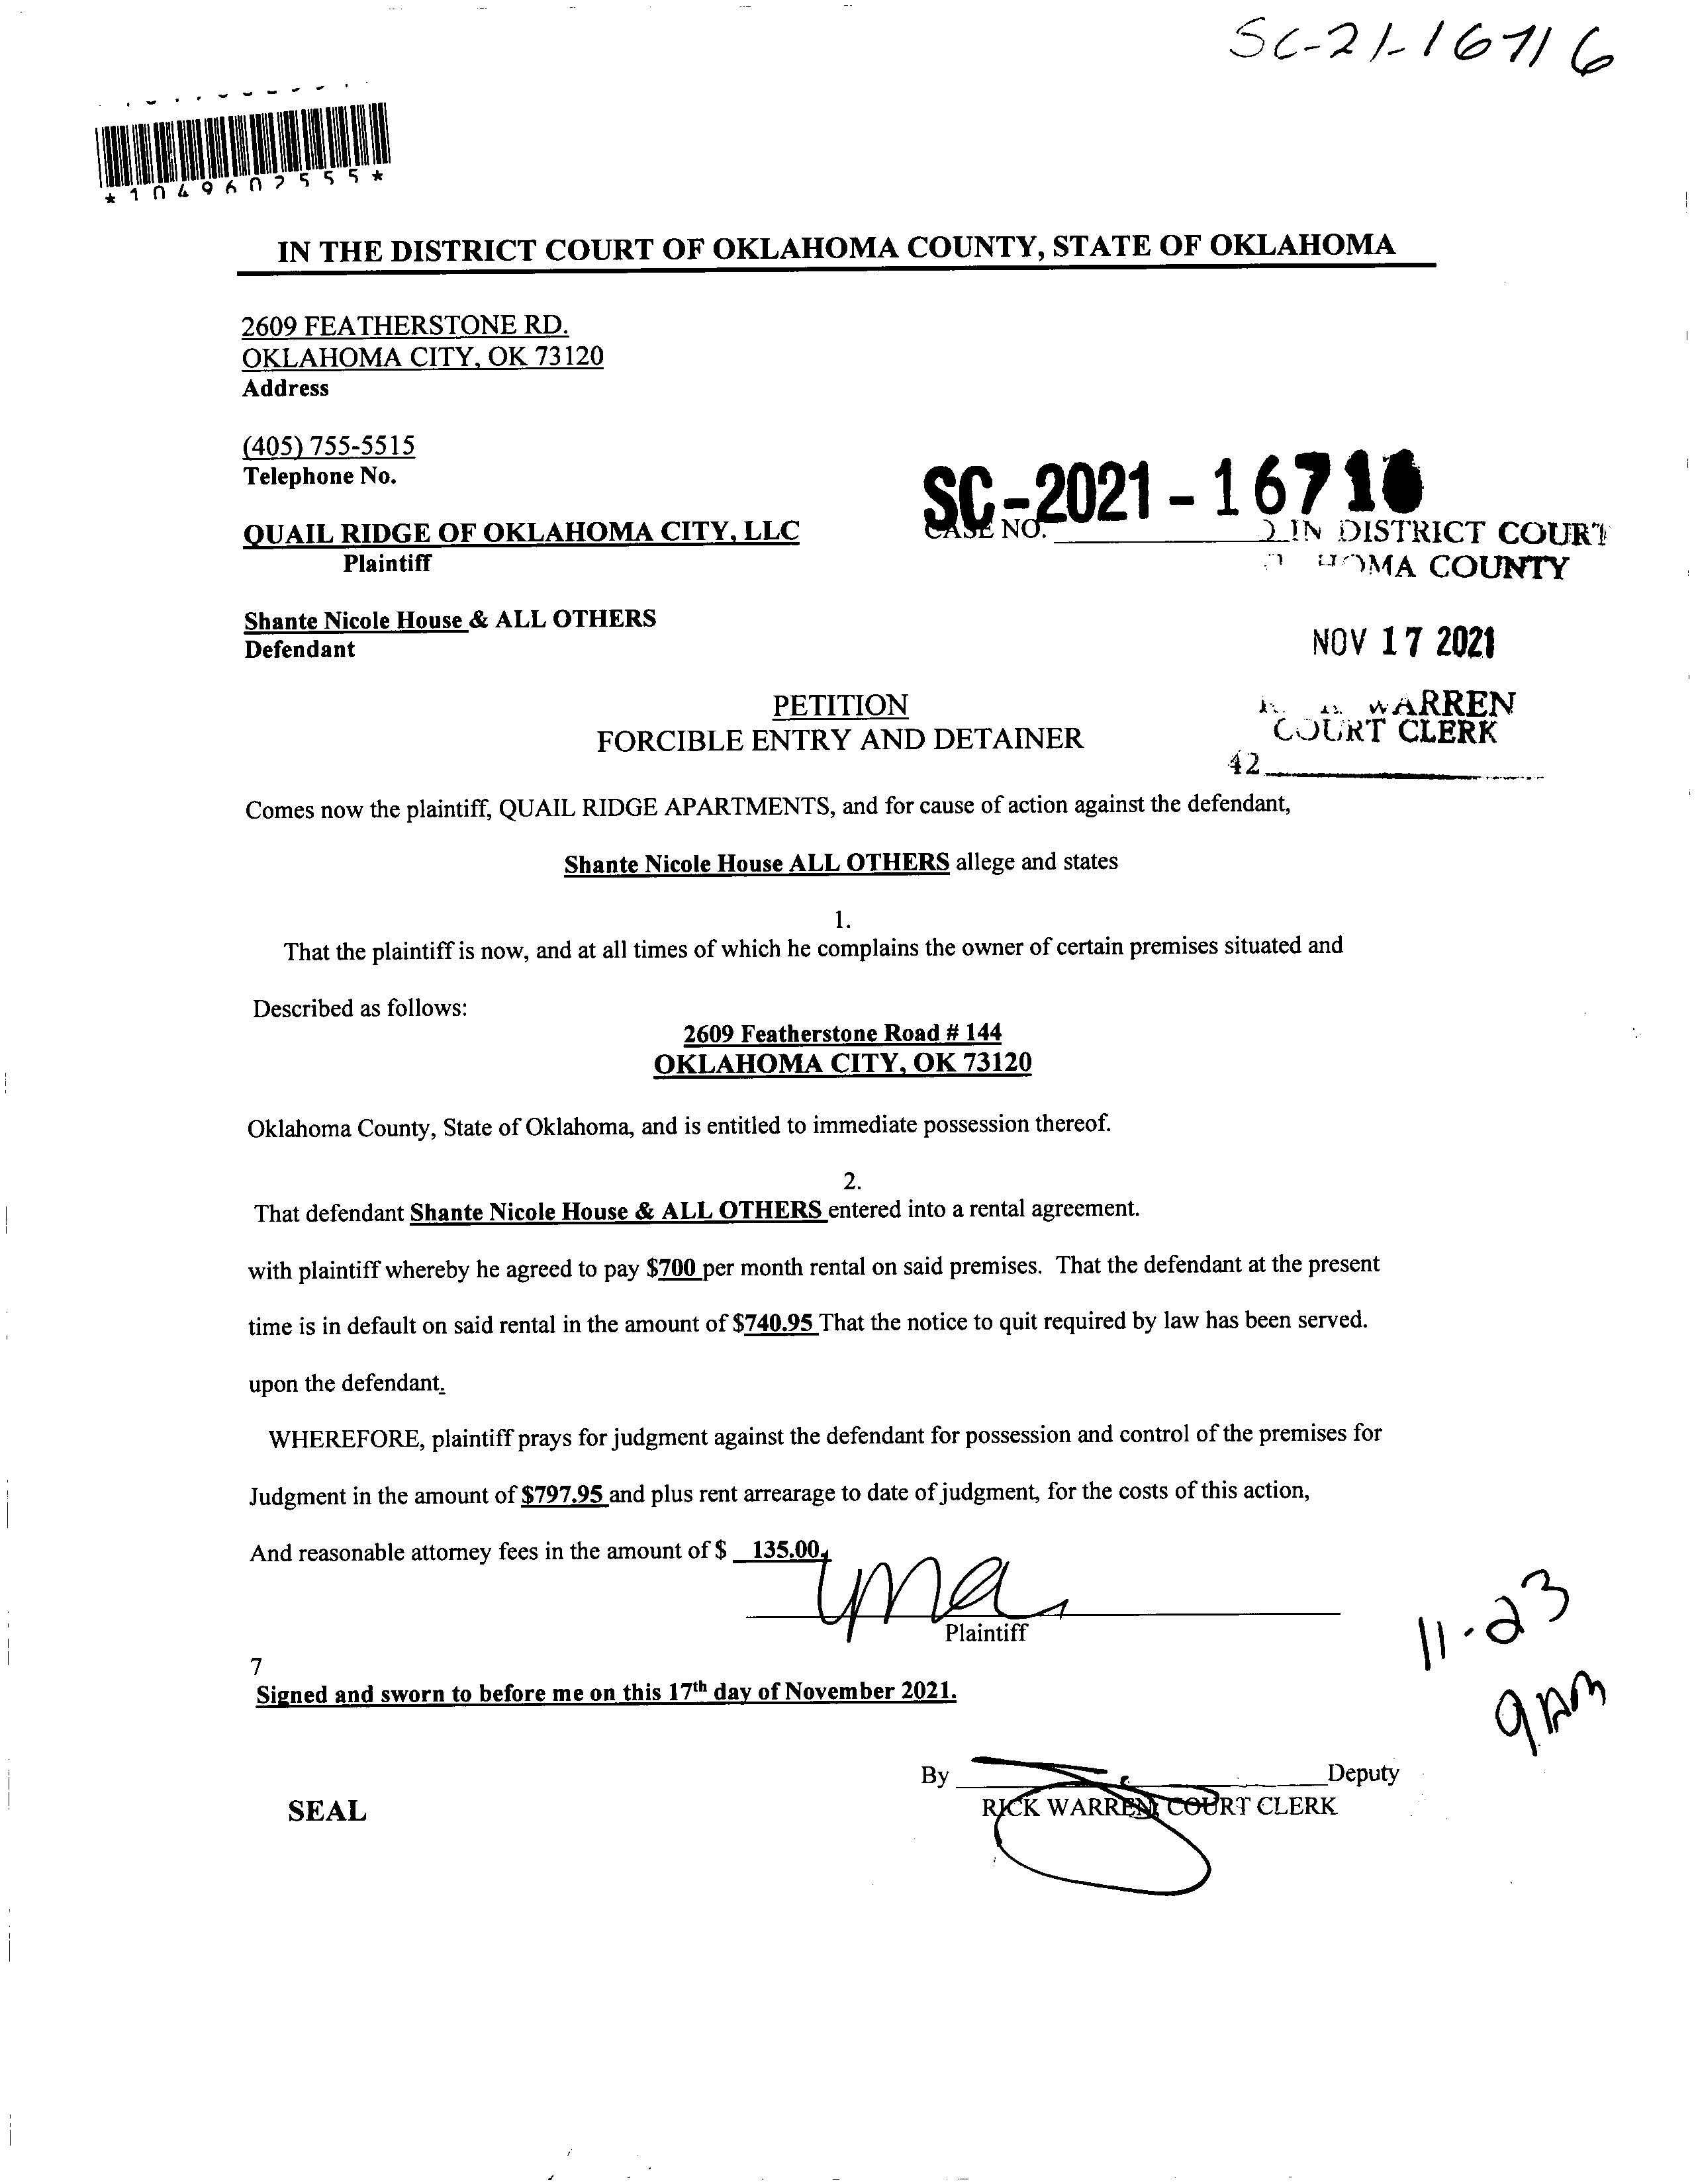 SC-21-16716
*1049602555*
IN THE DISTRICT COURT OF OKLAHOMA COUNTY, STATE OF OKLAHOMA
2609 FEATHERSTONE RD.
OKLAHOMA CITY, OK 73120
Address
(405) 755-5515
Telephone No.
SC-2021-16716
QUAIL RIDGE OF OKLAHOMA CITY, LLC
CASE NO.
IN DISTRICT COURT
Plaintiff
COUNTY
Shante Nicole House & ALL OTHERS
Defendant
NOV 17 2021
PETITION
WARREN
FORCIBLE ENTRY AND DETAINER
COURT CLERK
42
Comes now the plaintiff, QUAIL RIDGE APARTMENTS, and for cause of action against the defendant,
Shante Nicole House ALL OTHERS allege and states
1.
That the plaintiff is now, and at all times of which he complains the owner of certain premises situated and
Described as follows:
2609 Featherstone Road # 144
OKLAHOMA CITY, OK 73120
Oklahoma County, State of Oklahoma, and is entitled to immediate possession thereof.
2.
That defendant Shante Nicole House & ALL OTHERS entered into a rental agreement.
with plaintiff whereby he agreed to pay $700 per month rental on said premises. That the defendant at the present
time is in default on said rental in the amount of $740.95 That the notice to quit required by law has been served.
upon the defendant.
WHEREFORE, plaintiff prays for judgment against the defendant for possession and control of the premises for
Judgment in the amount of $797.95 and plus rent arrearage to date of judgment, for the costs of this action,
And reasonable attorney fees in the amount of $ 135.00.
Plaintiff
11-23
9am
7
Signed and sworn to before me on this 17th day of November 2021.
By Deputy
RICK WARREN, COURT CLERK
SEAL